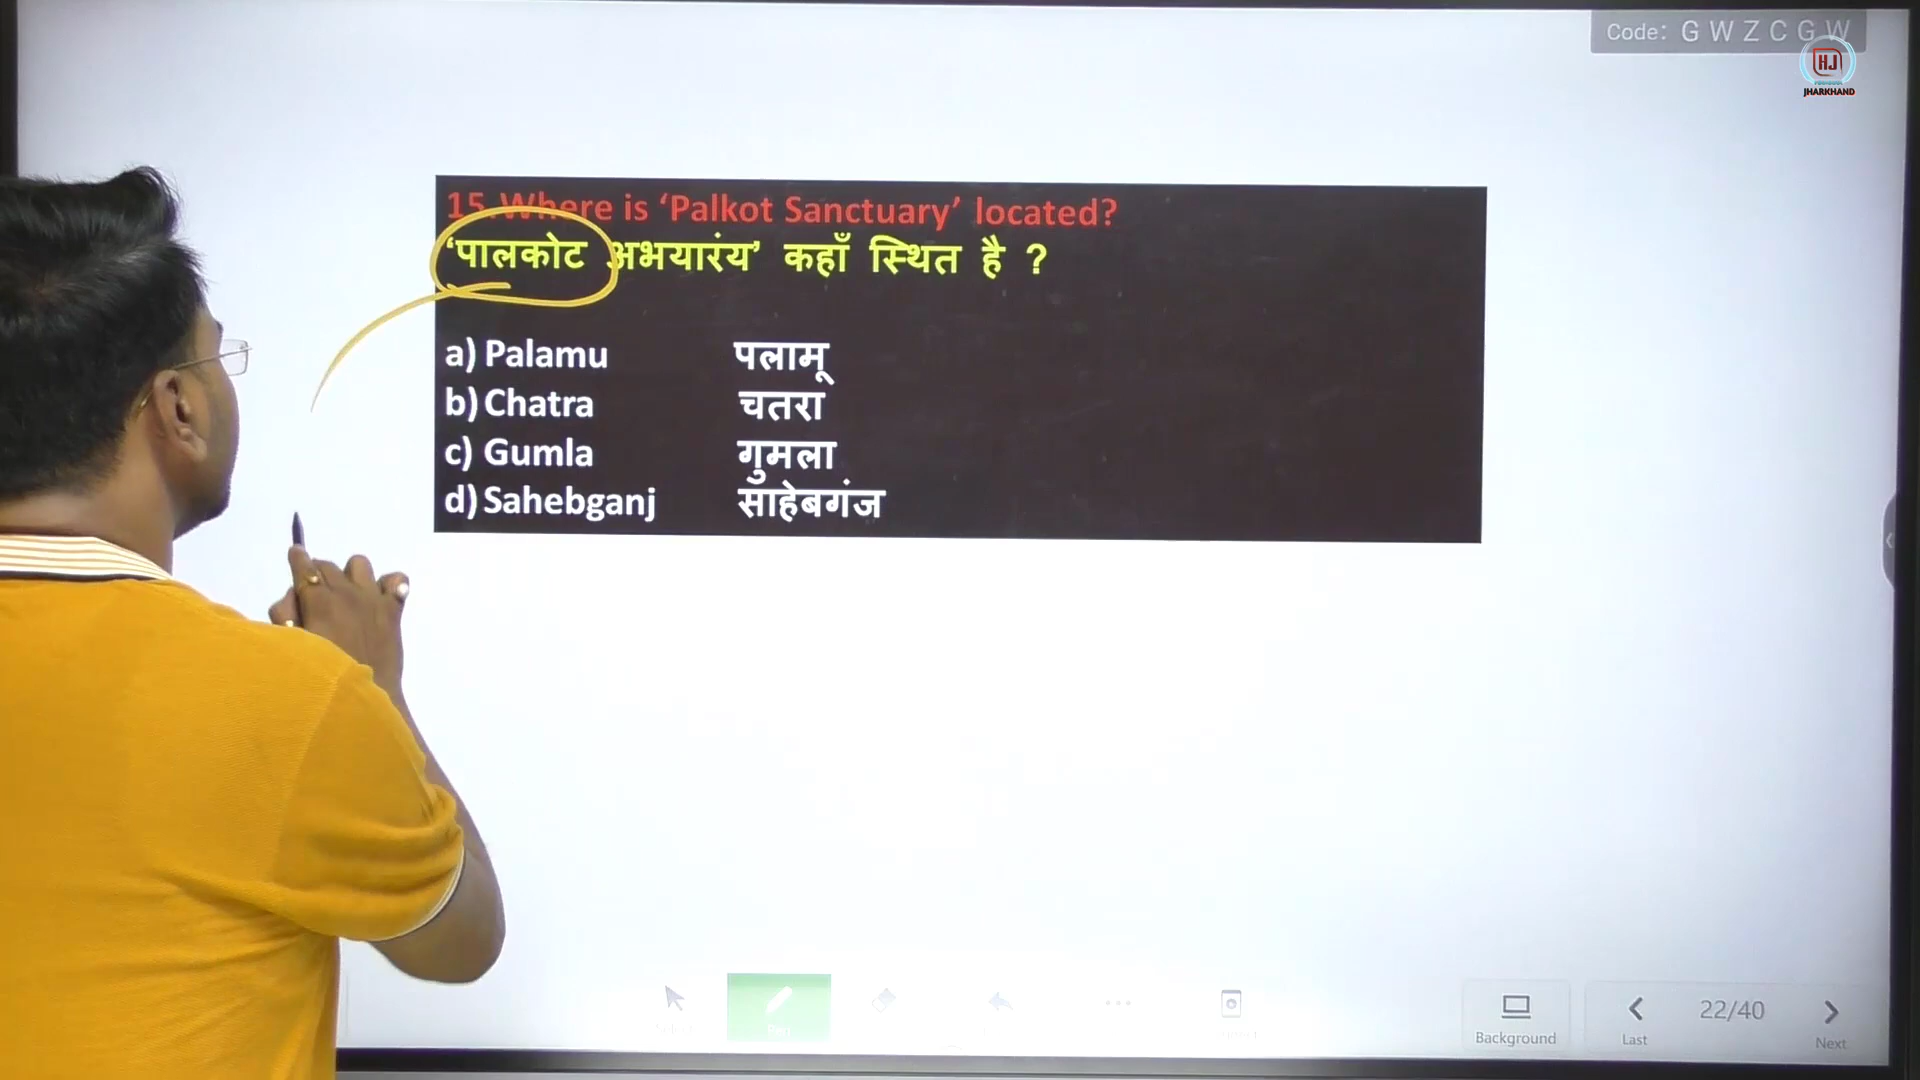 Code: G W Z C G W
HJ
JHARKHAND
15. Where is ‘Palkot Sanctuary’ located?
‘पालकोट अभयारंय’ कहाँ स्थित है ?
a) Palamu पलामू
b) Chatra चतरा
c) Gumla गुमला
d) Sahebganj साहेबगंज
Background
Last
22/40
Next